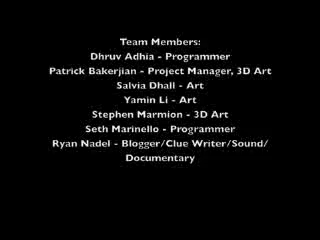 Team Members:
Dhruv Adhia - Programmer
Patrick Bakerjian - Project Manager, 3D Art
Salvia Dhall - Art
Yamin Li - Art
Stephen Marmion - 3D Art
Seth Marinello - Programmer
Ryan Nadel - Blogger/Clue Writer/Sound/
Documentary